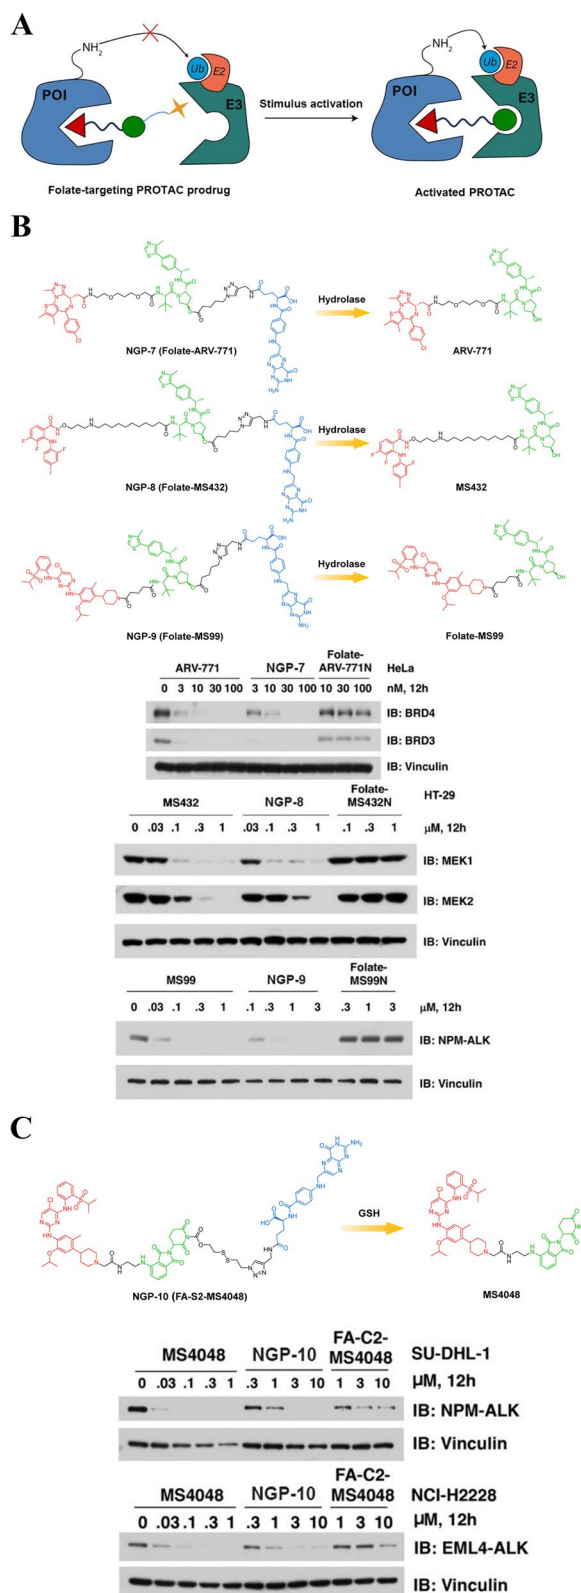 A
NH2
Ub
E2
POI
E3
Stimulus activation
NH2
Ub
E2
POI
E3
Folate-targeting PROTAC prodrug
Activated PROTAC
B
Hydrolase
NGP-7 (Folate-ARV-771)
ARV-771
Hydrolase
NGP-8 (Folate-MS432)
MS432
Hydrolase
NGP-9 (Folate-MS99)
Folate-MS99
ARV-771 NGP-7 Folate-ARV-771N HeLa
0 3 10 30 100 3 10 30 100 10 30 100 nM, 12h
IB: BRD4
IB: BRD3
IB: Vinculin
MS432 NGP-8 Folate-MS432N HT-29
0 .03 .1 .3 1 .03 .1 .3 1 .1 .3 1 μM, 12h
IB: MEK1
IB: MEK2
IB: Vinculin
MS99 NGP-9 Folate-MS99N
0 .03 .1 .3 1 .1 .3 1 3 .3 1 3 μM, 12h
IB: NPM-ALK
IB: Vinculin
C
GSH
NGP-10 (FA-S2-MS4048)
MS4048
MS4048 NGP-10 FA-C2-MS4048 SU-DHL-1
0 .03 .1 .3 1 .3 1 3 10 1 3 10 μM, 12h
IB: NPM-ALK
IB: Vinculin
MS4048 NGP-10 FA-C2-MS4048 NCI-H2228
0 .03 .1 .3 1 .3 1 3 10 1 3 10 μM, 12h
IB: EML4-ALK
IB: Vinculin